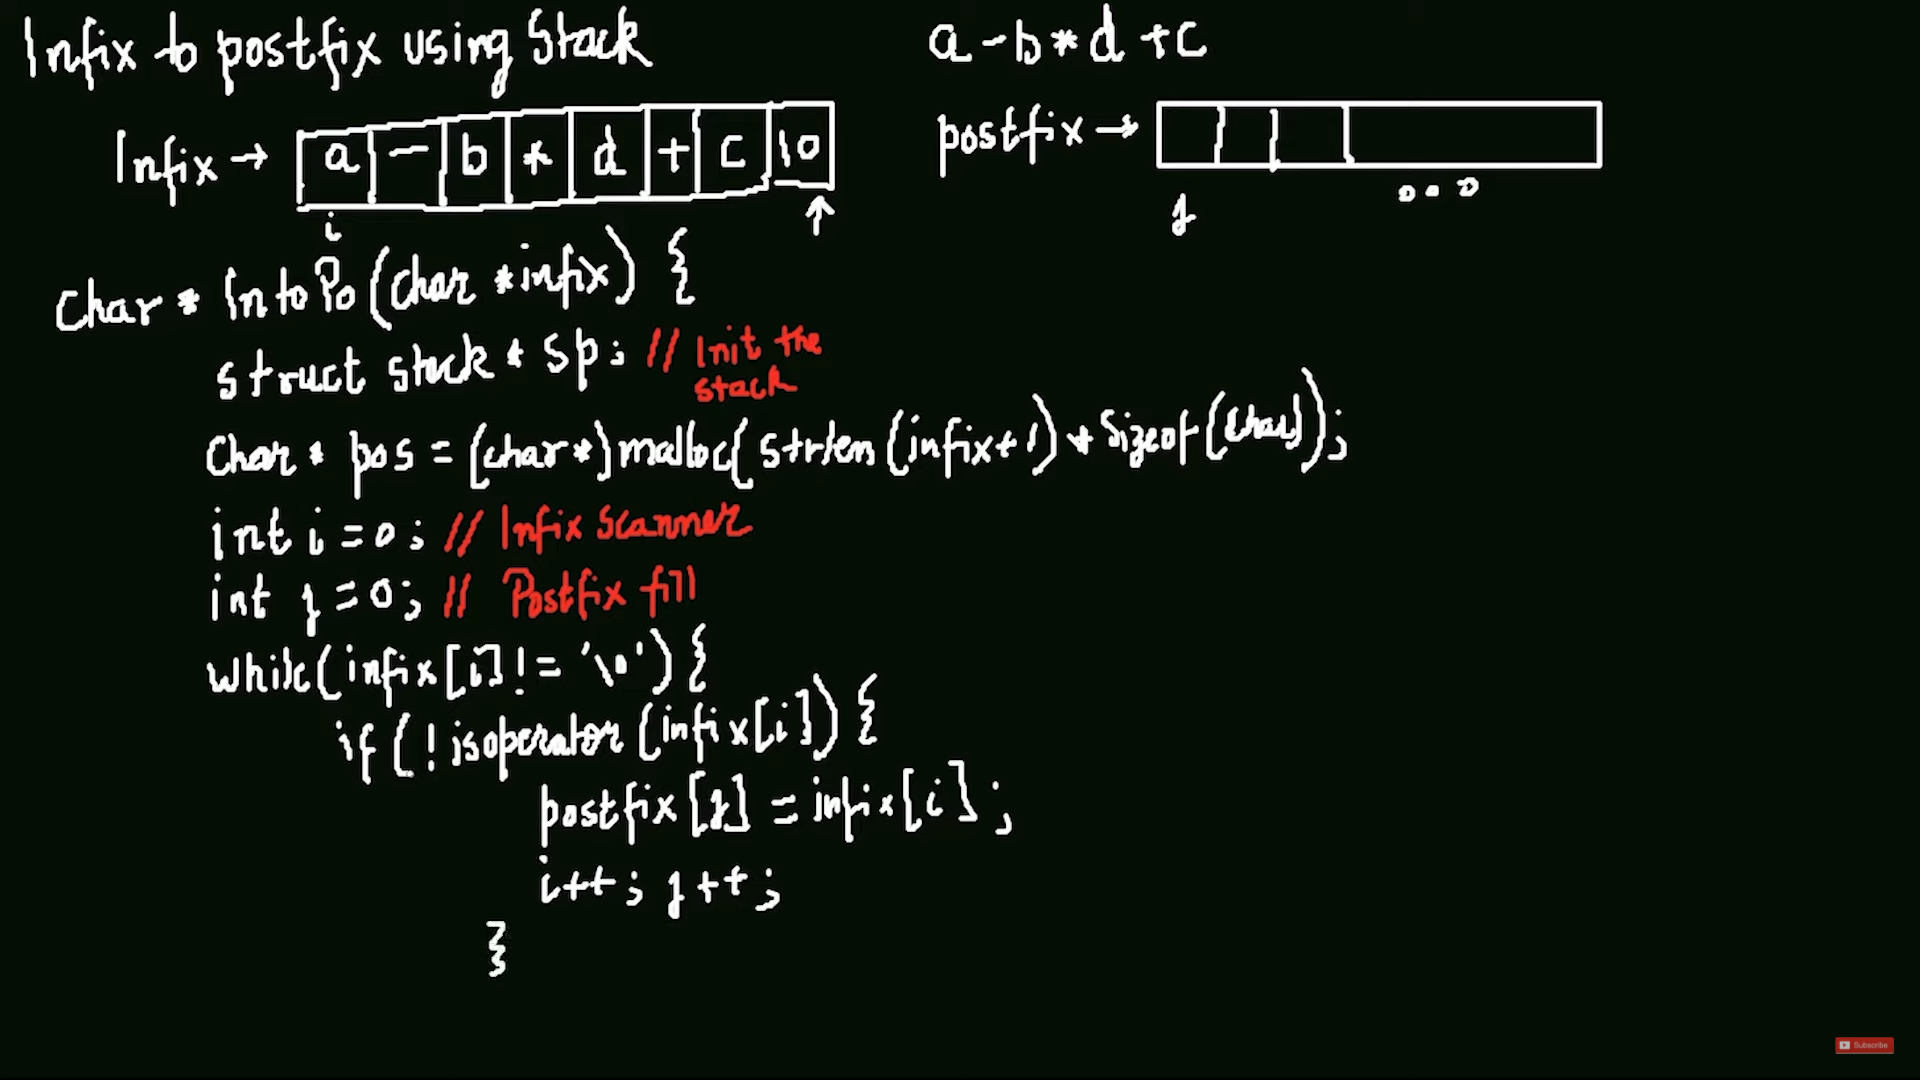 Infix to postfix using Stack
a-b*d+c
Infix → a - b * d + c \0
postfix →
i
j
char * InToPo(char *infix) {
struct stack * sp; // Init the
stack
char * pos = (char*)malloc(strlen(infix+1)*sizeof(char));
int i=0; // Infix scanner
int j=0; // Postfix fill
while(infix[i]!='\0'){
if(!isoperator(infix[i]){
postfix[j]=infix[i];
i++; j++;
}
Subscribe